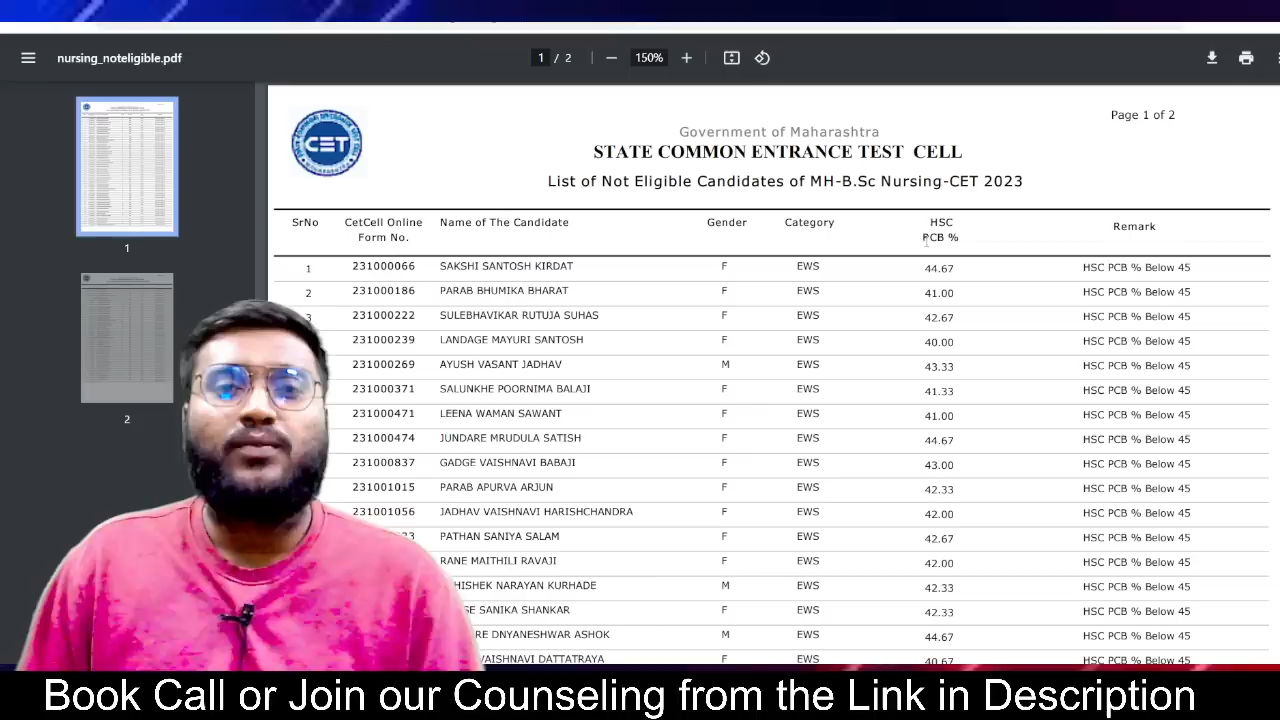 nursing_noteligible.pdf
1 / 2
150%
1
2
CET
Page 1 of 2
Government of Maharashtra
STATE COMMON ENTRANCE TEST CELL
List of Not Eligible Candidates of MH-B.Sc Nursing-CET 2023
SrNo CetCell Online Form No. Name of The Candidate Gender Category HSC PCB % Remark
1 231000066 SAKSHI SANTOSH KIRDAT F EWS 44.67 HSC PCB % Below 45
2 231000186 PARAB BHUMIKA BHARAT F EWS 41.00 HSC PCB % Below 45
3 231000222 SULEBHAVIKAR RUTUJA SUHAS F EWS 42.67 HSC PCB % Below 45
231000239 LANDAGE MAYURI SANTOSH F EWS 40.00 HSC PCB % Below 45
231000269 AYUSH VASANT JADHAV M EWS 43.33 HSC PCB % Below 45
231000371 SALUNKHE POORNIMA BALAJI F EWS 41.33 HSC PCB % Below 45
231000471 LEENA WAMAN SAWANT F EWS 41.00 HSC PCB % Below 45
231000474 JUNDARE MRUDULA SATISH F EWS 44.67 HSC PCB % Below 45
231000837 GADGE VAISHNAVI BABAJI F EWS 43.00 HSC PCB % Below 45
231001015 PARAB APURVA ARJUN F EWS 42.33 HSC PCB % Below 45
231001056 JADHAV VAISHNAVI HARISHCHANDRA F EWS 42.00 HSC PCB % Below 45
PATHAN SANIYA SALAM F EWS 42.67 HSC PCB % Below 45
RANE MAITHILI RAVAJI F EWS 42.00 HSC PCB % Below 45
NARAYAN KURHADE M EWS 42.33 HSC PCB % Below 45
SANIKA SHANKAR F EWS 42.33 HSC PCB % Below 45
DNYANESHWAR ASHOK M EWS 44.67 HSC PCB % Below 45
VAISHNAVI DATTATRAYA F EWS 40.67 HSC PCB % Below 45
Book Call or Join our Counseling from the Link in Description